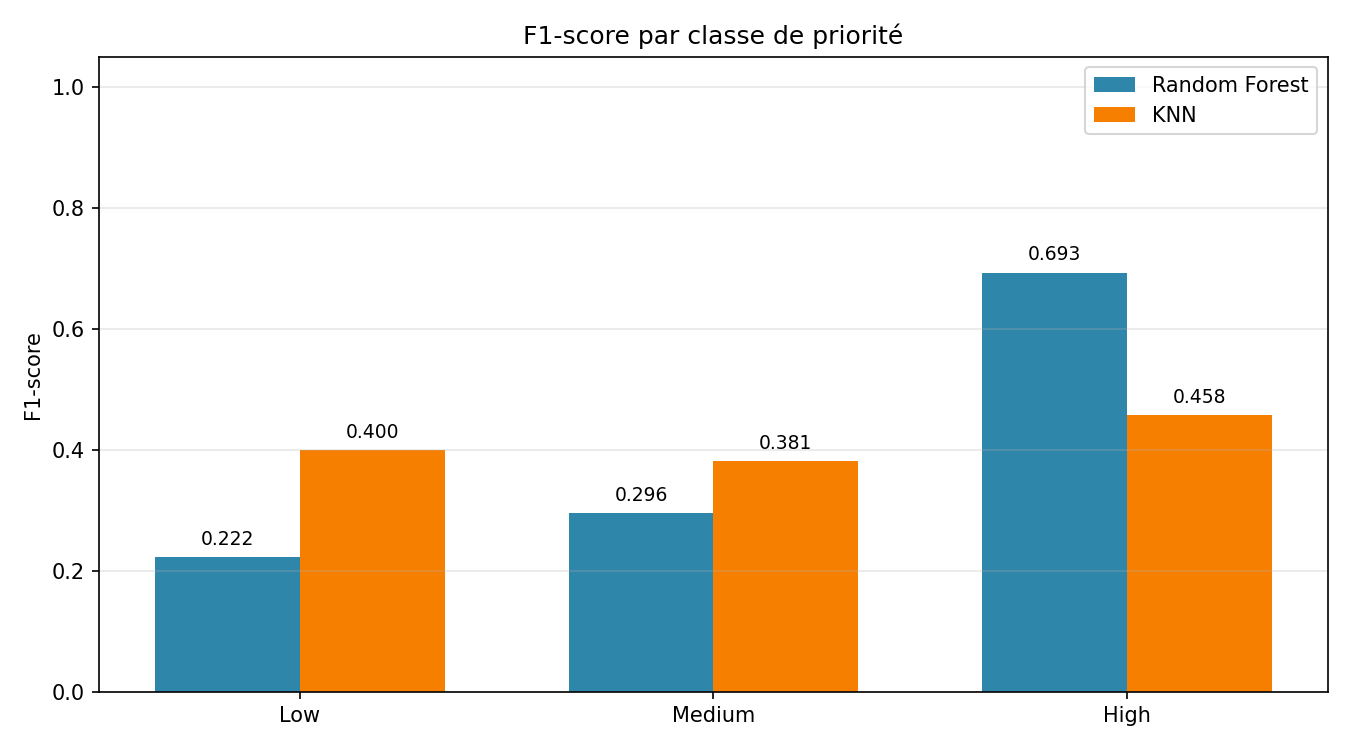 F1-score par classe de priorité
Random Forest
KNN
F1-score
1.0
0.8
0.6
0.4
0.2
0.0
0.222
0.400
0.296
0.381
0.693
0.458
Low
Medium
High